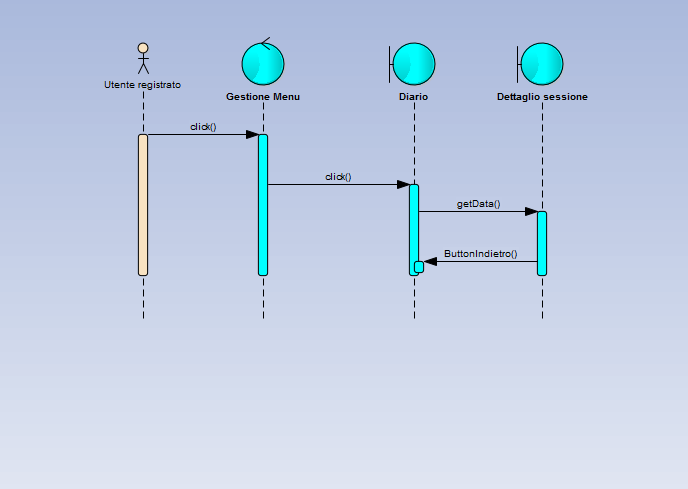 Utente registrato
Gestione Menu
Diario
Dettaglio sessione
click()
click()
getData()
ButtonIndietro()